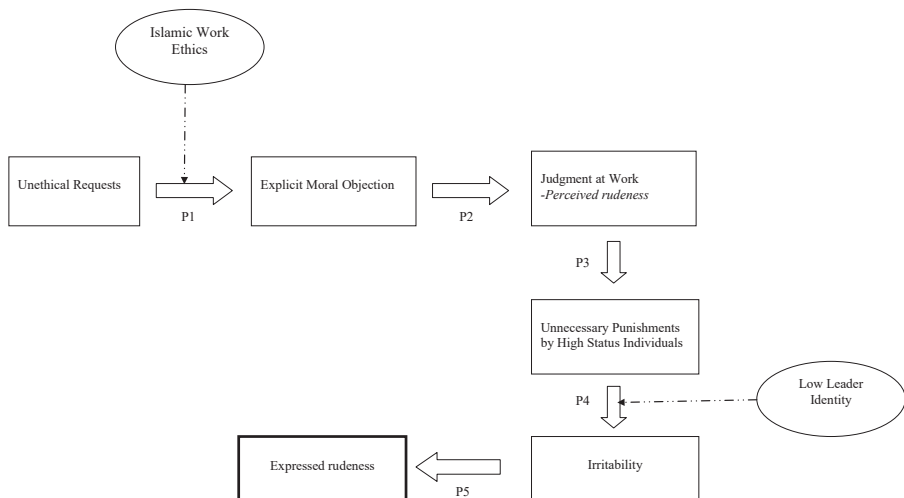 Islamic Work
Ethics
Unethical Requests
Explicit Moral Objection
Judgment at Work
-Perceived rudeness
P1
P2
P3
Unnecessary Punishments
by High Status Individuals
Low Leader
Identity
P4
Expressed rudeness
Irritability
P5